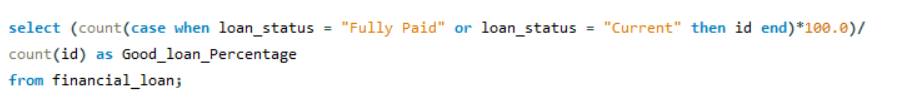 select (count(case when loan_status = "Fully Paid" or loan_status = "Current" then id end)*100.0)/
count(id) as Good_loan_Percentage
from financial_loan;